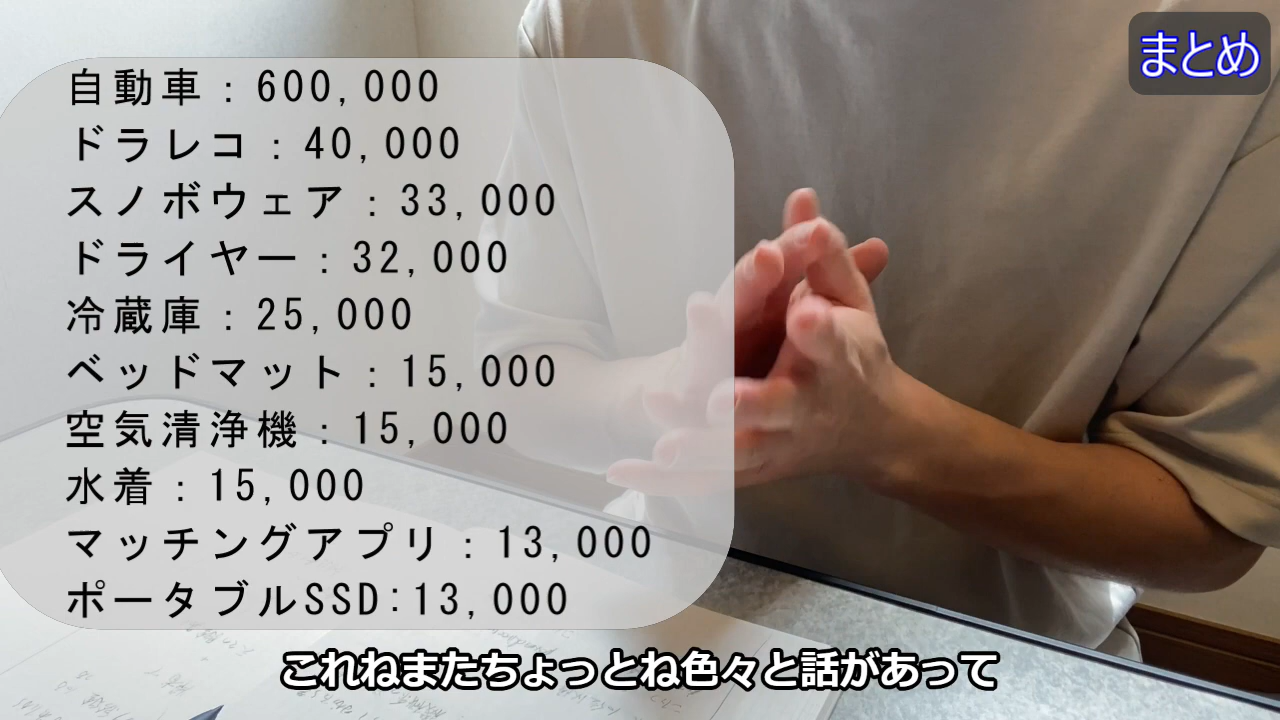 まとめ
自動車：600,000
ドラレコ：40,000
スノボウェア：33,000
ドライヤー：32,000
冷蔵庫：25,000
ベッドマット：15,000
空気清浄機：15,000
水着：15,000
マッチングアプリ：13,000
ポータブルSSD:13,000
これねまたちょっとね色々と話があって